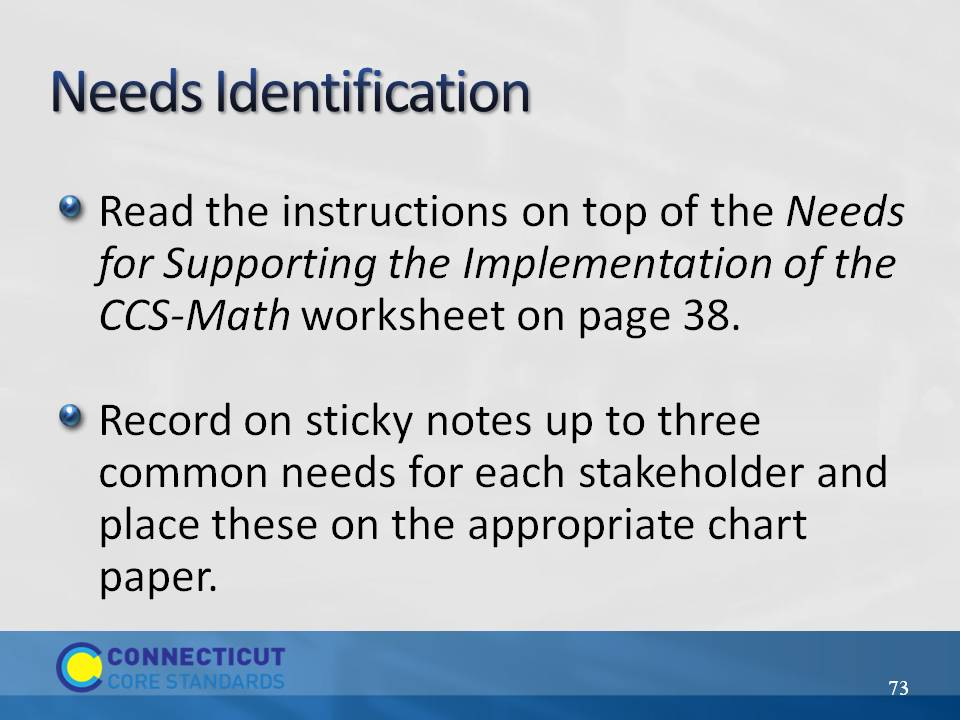 Needs Identification
Read the instructions on top of the Needs
for Supporting the Implementation of the
CCS-Math worksheet on page 38.
Record on sticky notes up to three
common needs for each stakeholder and
place these on the appropriate chart
paper.
CONNECTICUT
CORE STANDARDS
73